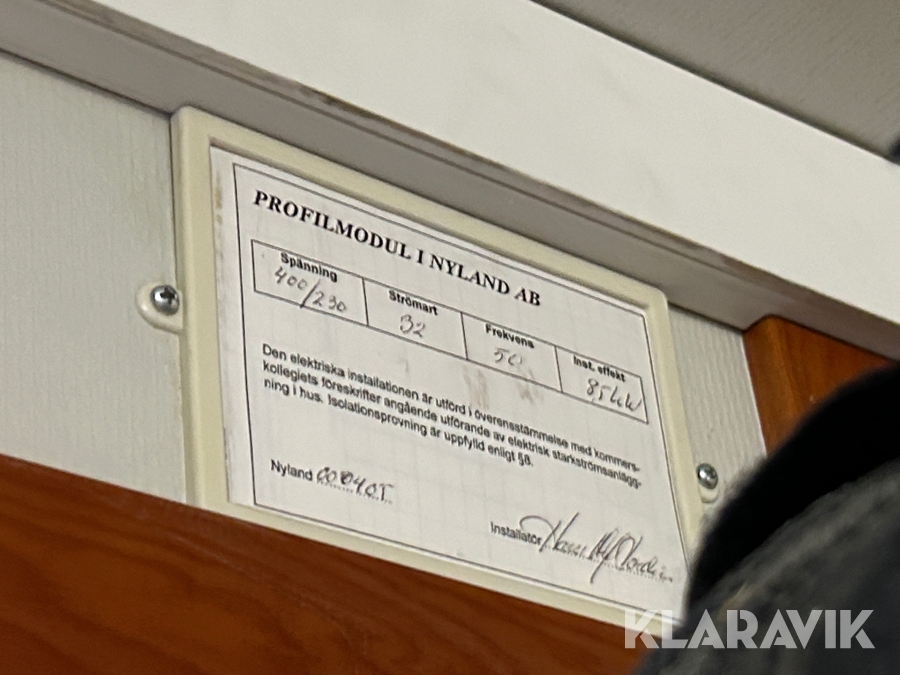 PROFILMODUL I NYLAND AB
Spänning Strömart Frekvens Inst. effekt
400/230 32 50 85 kW
Den elektriska installationen är utförd i överensstämmelse med kommers-
kollegiets föreskrifter angående utförande av elektrisk starkströmsanlägg-
ning i hus. Isolationsprovning är uppfylld enligt §8.
Nyland 000407.
Installatör
KLARAVIK